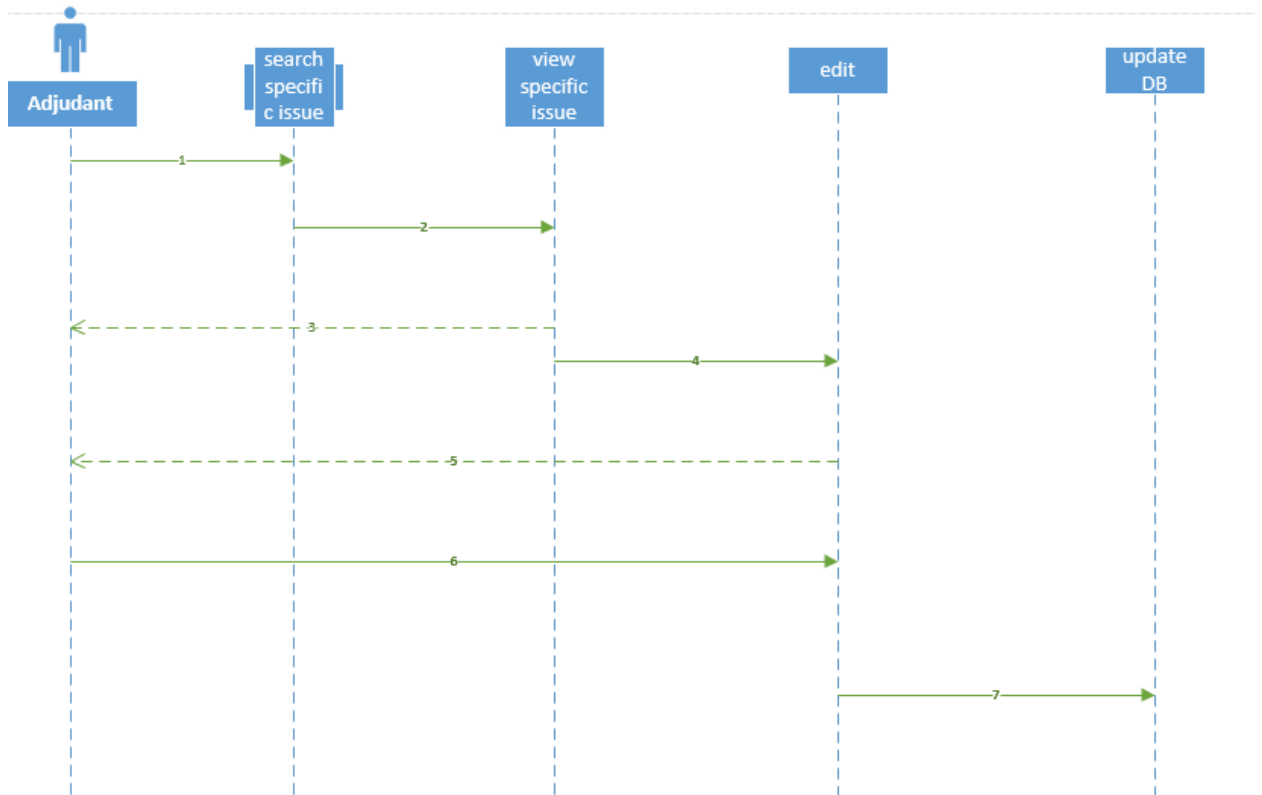 Adjudant
search
specifi
c issue
view
specific
issue
edit
update
DB
1
2
3
4
5
6
7